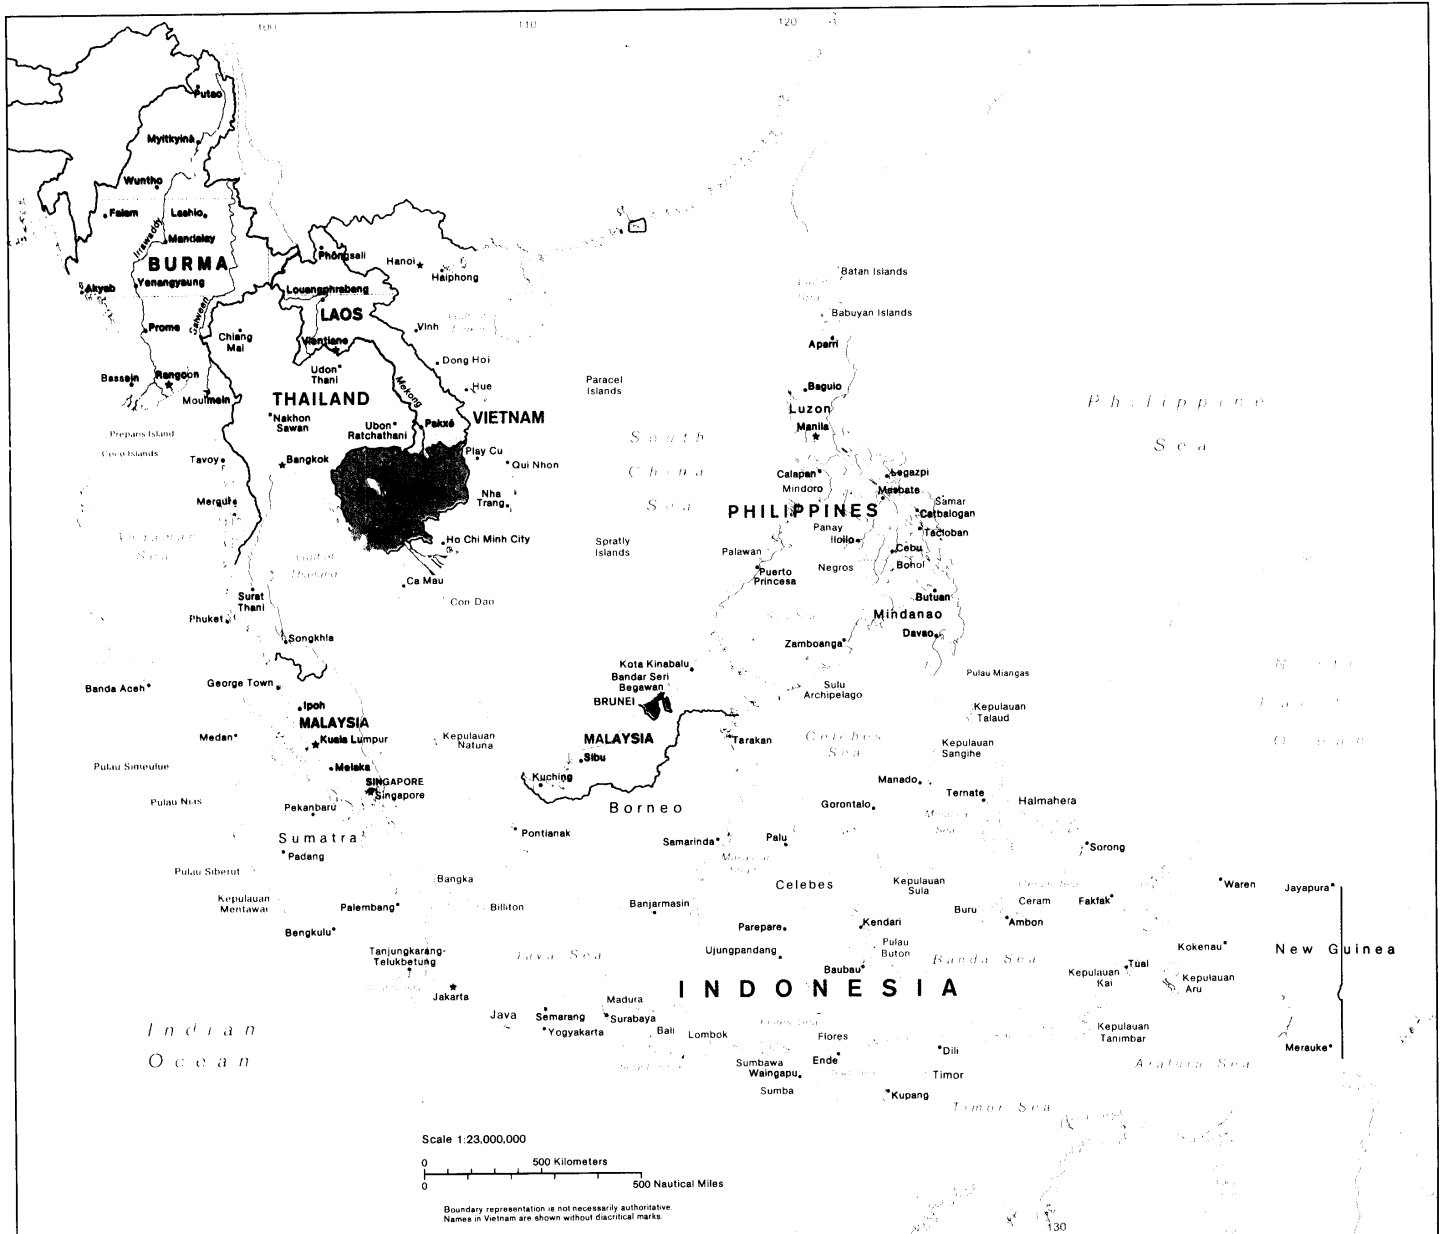 100
110
120
Putao
Myitkyina
Wuntho
Falam
Lashio
Irrawaddy
Mandalay
BURMA
Phôngsali
Hanoi
Haiphong
Batan Islands
Akyab
Yenangyaung
Louangphrabang
Salween
LAOS
Babuyan Islands
Prome
Chiang
Mai
Vinh
Vientiane
Aparri
Udon
Thani
Dong Hoi
Bassein
Rangoon
Mekong
Hue
Paracel
Islands
Baguio
Moulmein
THAILAND
Luzon
Philippine
Sea
Nakhon
Sawan
Ubon
Ratchathani
Pakxé
VIETNAM
Manila
Preparis Island
Coco Islands
South
China
Sea
Tavoy
Bangkok
Play Cu
Qui Nhon
Calapan
Legazpi
Mindoro
Masbate
Mergui
Nha
Trang
Samar
PHILIPPINES
Catbalogan
Panay
Tacloban
Andaman
Sea
Ho Chi Minh City
Spratly
Islands
Iloilo
Palawan
Cebu
Gulf of
Thailand
Puerto
Princesa
Negros
Bohol
Ca Mau
Surat
Thani
Con Dao
Butuan
Phuket
Mindanao
Songkhla
Zamboanga
Davao
Kota Kinabalu
Bandar Seri
Begawan
Pulau Miangas
Banda Aceh
George Town
BRUNEI
Sulu
Archipelago
Ipoh
Kepulauan
Talaud
MALAYSIA
Medan
Kuala Lumpur
Kepulauan
Natuna
MALAYSIA
Tarakan
Celebes
Sea
Kepulauan
Sangihe
Pulau Simeulue
Melaka
Sibu
Kuching
SINGAPORE
Singapore
Manado
Pulau Nias
Pekanbaru
Borneo
Gorontalo
Ternate
Halmahera
Sumatra
Pontianak
Samarinda
Palu
Sorong
Padang
Pulau Siberut
Bangka
Celebes
Kepulauan
Sula
Waren
Jayapura
Kepulauan
Mentawai
Palembang
Billiton
Banjarmasin
Ceram
Fakfak
Buru
Ambon
Bengkulu
Parepare
Kendari
Tanjungkarang-
Telukbetung
Java Sea
Ujungpandang
Pulau
Buton
Banda Sea
Kokenau
New Guinea
Baubau
Tual
Kepulauan
Kai
Kepulauan
Aru
Jakarta
INDONESIA
Madura
Java
Semarang
Surabaya
Yogyakarta
Bali
Lombok
Flores
Kepulauan
Tanimbar
Indian
Ocean
Sumbawa
Ende
Dili
Merauke
Waingapu
Timor
Arafura Sea
Sumba
Kupang
Timor Sea
Scale 1:23,000,000
0
500 Kilometers
0
500 Nautical Miles
Boundary representation is not necessarily authoritative.
Names in Vietnam are shown without diacritical marks.
130